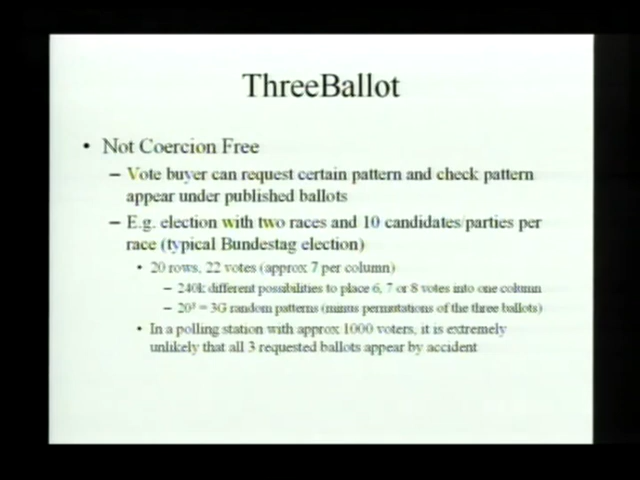 ThreeBallot
• Not Coercion Free
– Vote buyer can request certain pattern and check pattern
appear under published ballots
– E.g. election with two races and 10 candidates/parties per
race (typical Bundestag election)
• 20 rows, 22 votes (approx 7 per column)
– 240k different possibilities to place 6, 7 or 8 votes into one column
– = 3G random patterns (minus permutations of the three ballots)
• In a polling station with approx 1000 voters, it is extremely
unlikely that all 3 requested ballots appear by accident